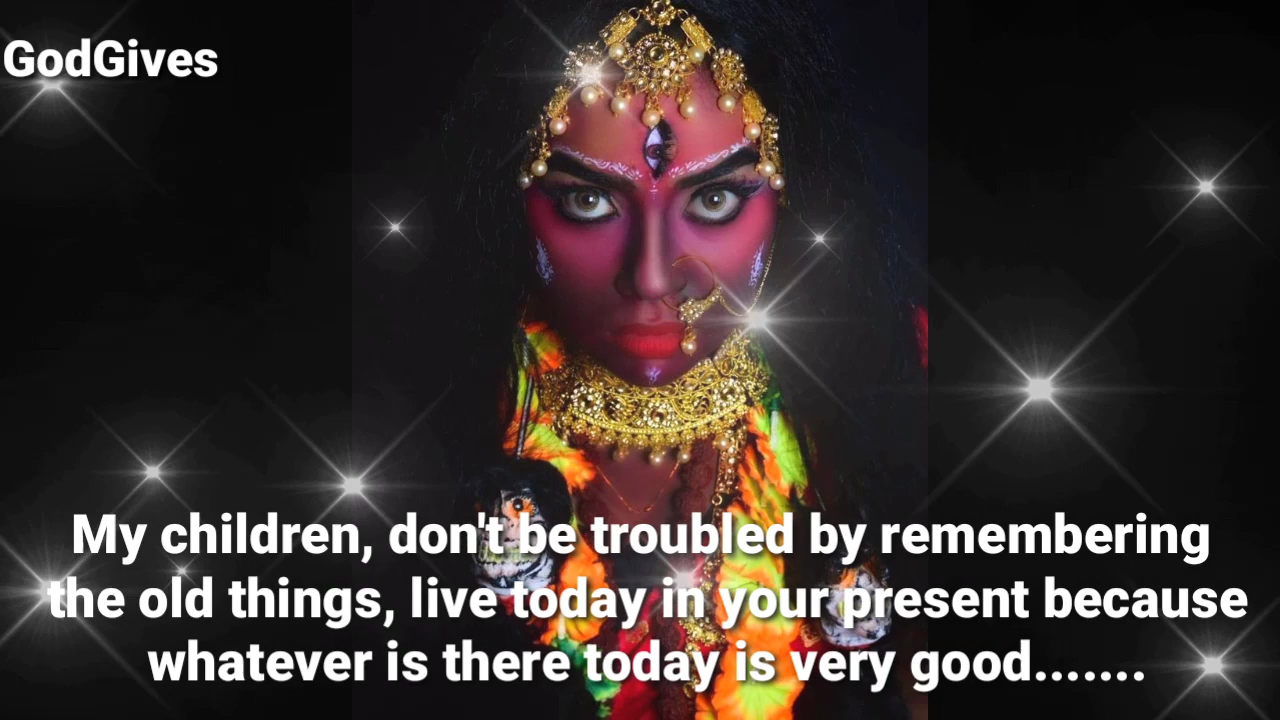 GodGives
My children, don't be troubled by remembering
the old things, live today in your present because
whatever is there today is very good.......